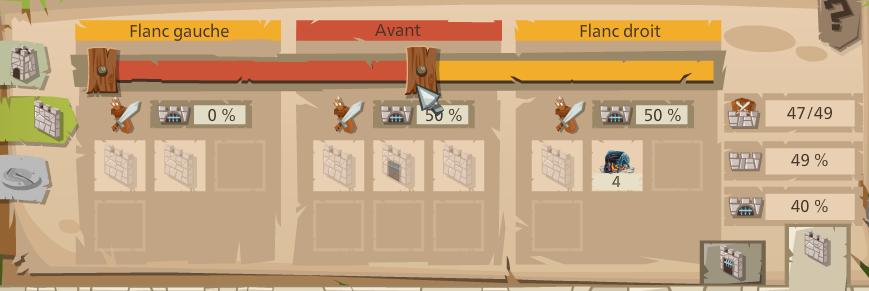 Flanc gauche
Avant
Flanc droit
0 %
50 %
50 %
47/49
49 %
40 %
4